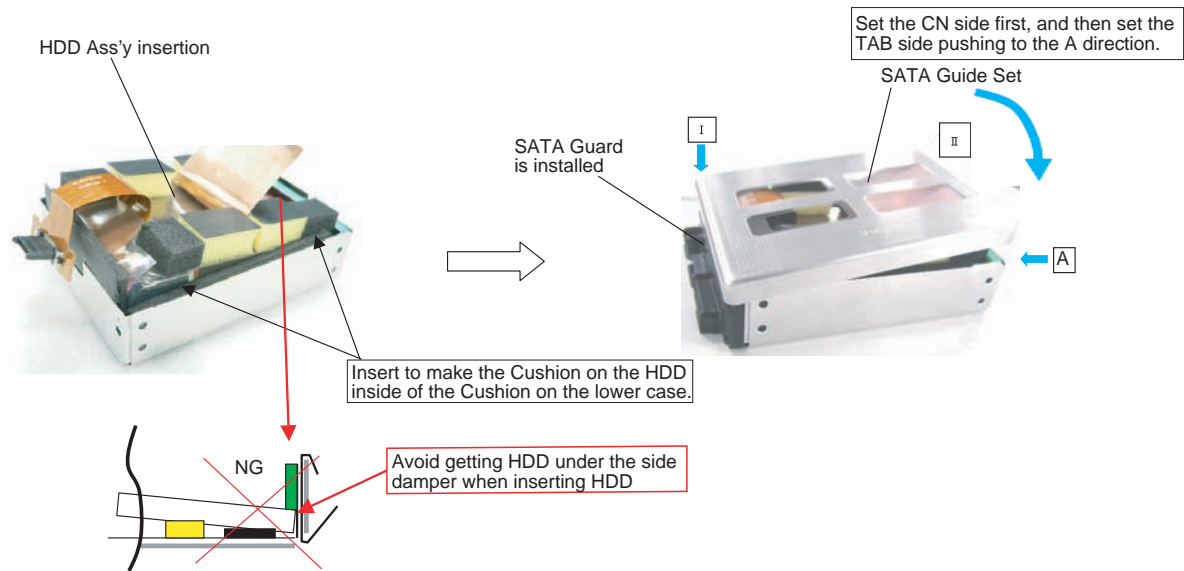 HDD Ass'y insertion
Set the CN side first, and then set the
TAB side pushing to the A direction.
SATA Guide Set
I
II
SATA Guard
is installed
A
Insert to make the Cushion on the HDD
inside of the Cushion on the lower case.
NG
Avoid getting HDD under the side
damper when inserting HDD